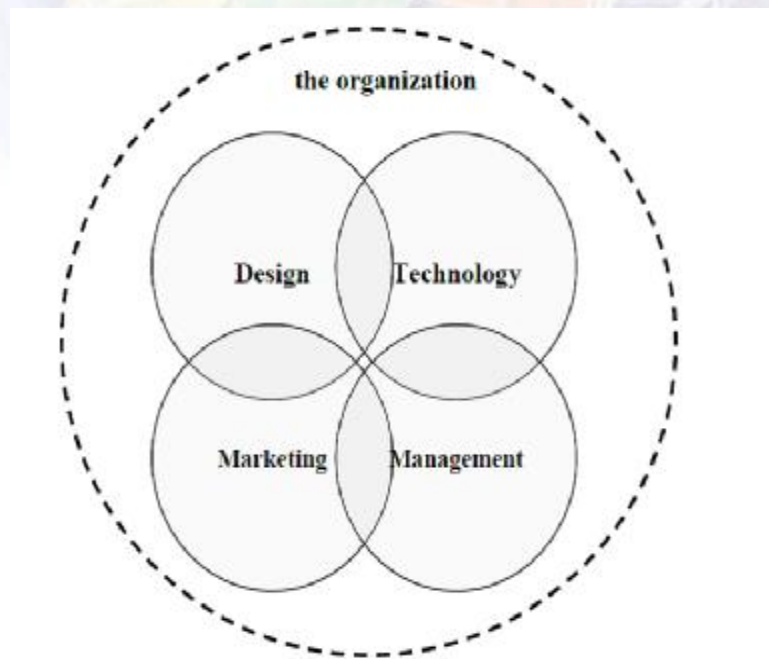 the organization
Design
Technology
Marketing
Management